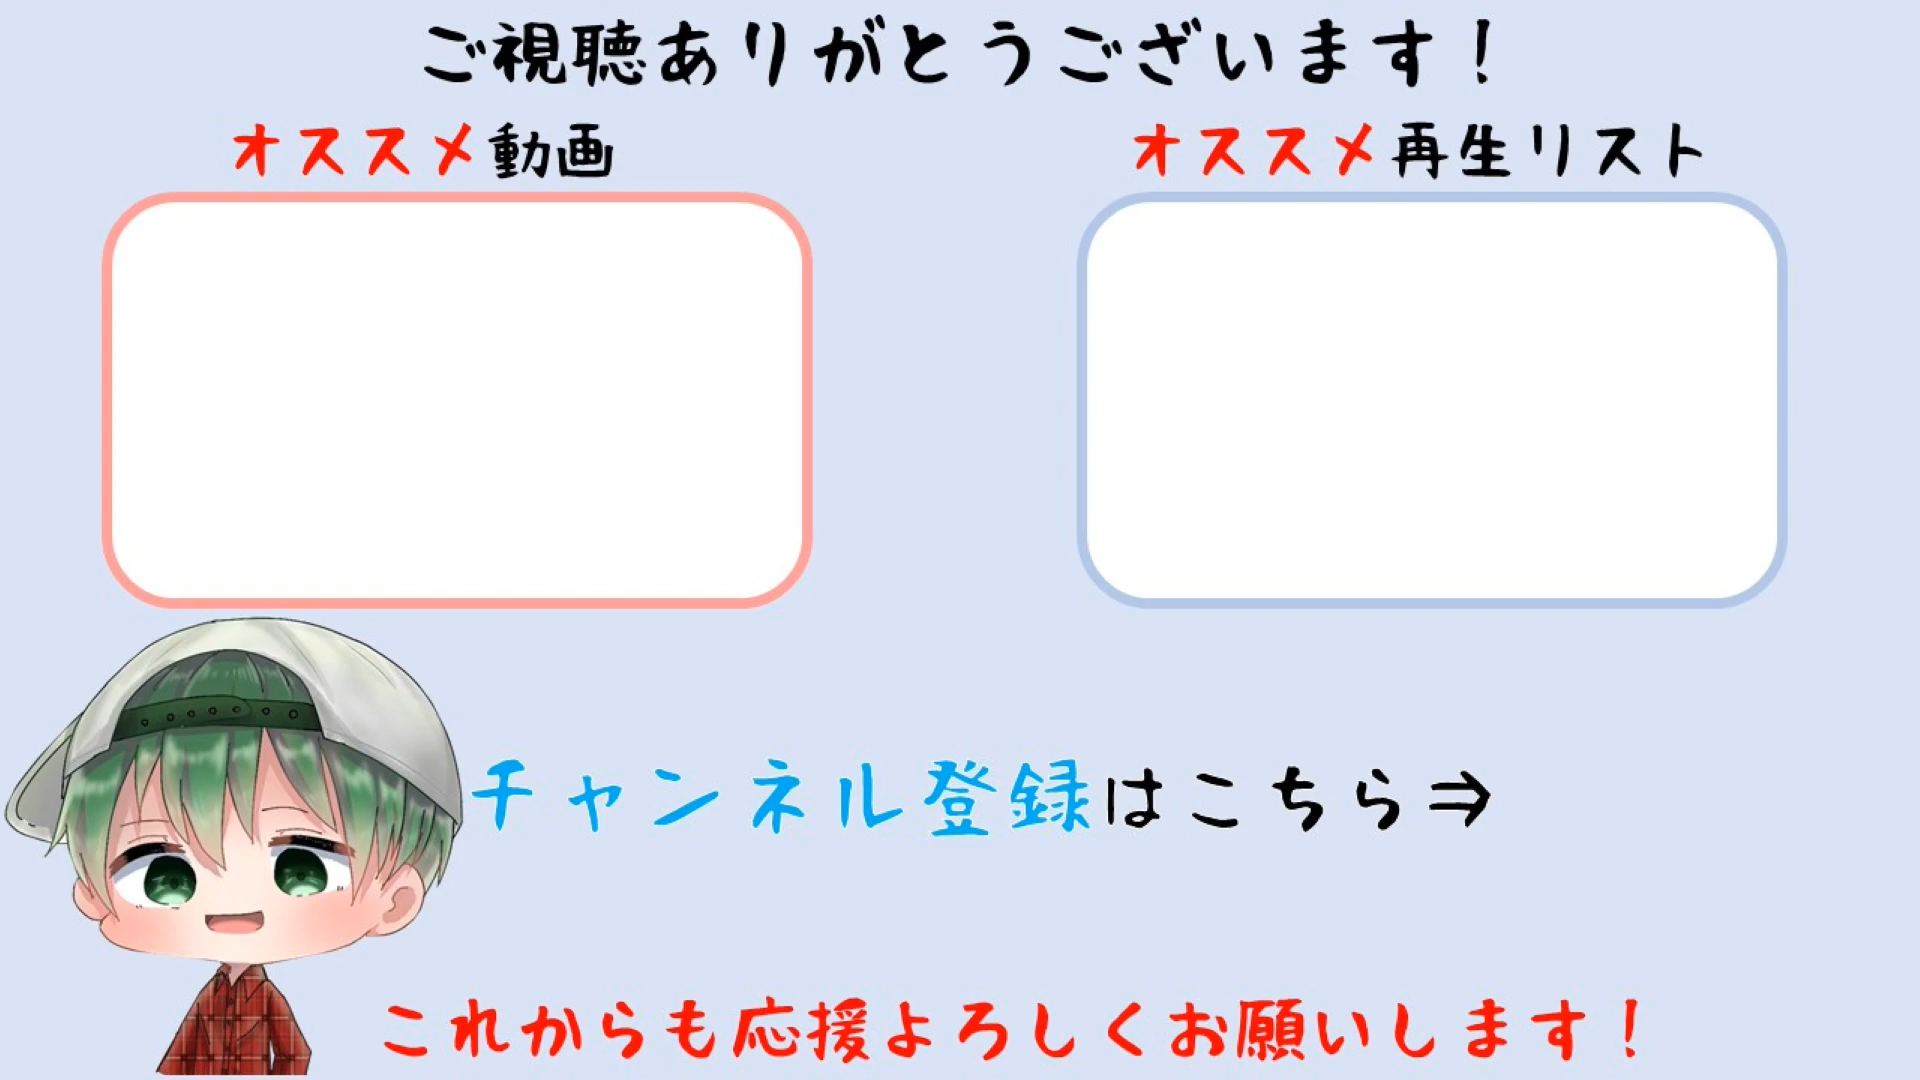 ご視聴ありがとうございます！
オススメ動画
オススメ再生リスト
チャンネル登録はこちら⇒
これからも応援よろしくお願いします！